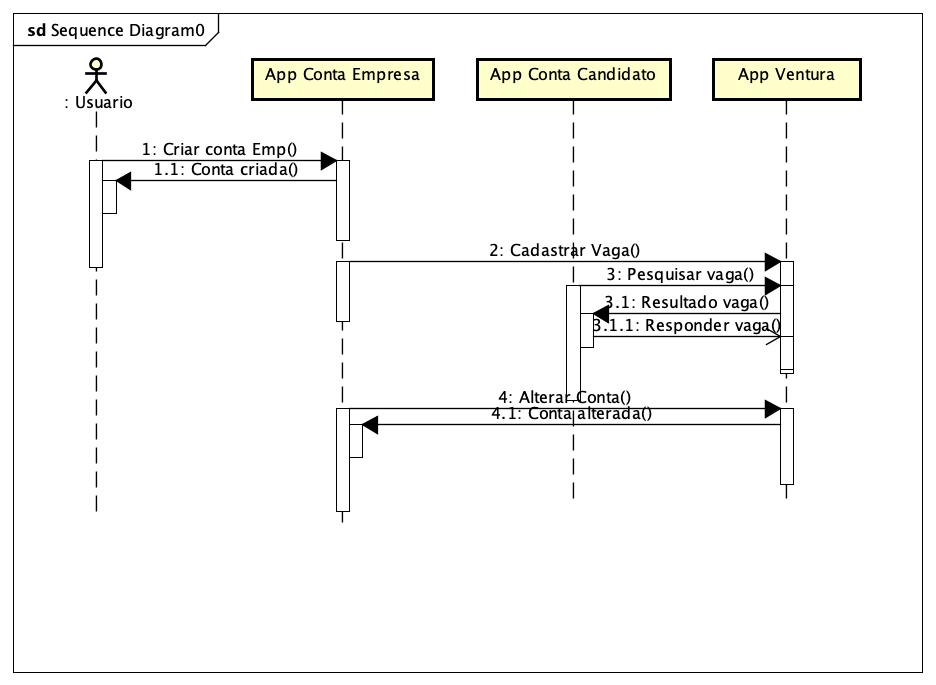 sd Sequence Diagram0
: Usuario
App Conta Empresa
App Conta Candidato
App Ventura
1: Criar conta Emp()
1.1: Conta criada()
2: Cadastrar Vaga()
3: Pesquisar vaga()
3.1: Resultado vaga()
3.1.1: Responder vaga()
4: Alterar Conta()
4.1: Conta alterada()